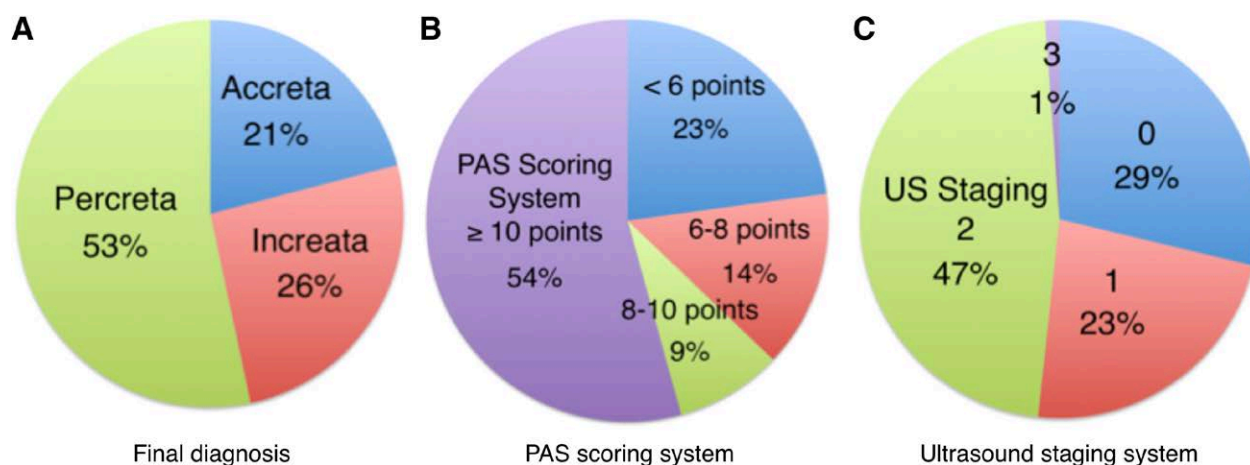 A
Accreta
21%
Percreta
53%
Increata
26%
Final diagnosis
B
< 6 points
23%
PAS Scoring
System
≥ 10 points
54%
6-8 points
14%
8-10 points
9%
PAS scoring system
C
3
1%
0
29%
US Staging
2
47%
1
23%
Ultrasound staging system